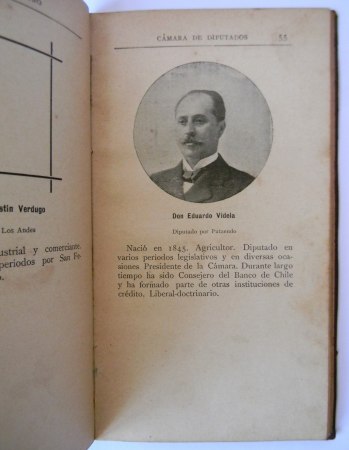 stin Verdugo
Los Andes
ustrial y comerciante.
periodos por San Fe-
o.
CÁMARA DE DIPUTADOS 55
Don Eduardo Videla
Diputado por Putaendo
Nació en 1845. Agricultor. Diputado en
varios periodos legislativos y en diversas oca-
siones Presidente de la Cámara. Durante largo
tiempo ha sido Consejero del Banco de Chile
y ha formado parte de otras instituciones de
crédito. Liberal-doctrinario.